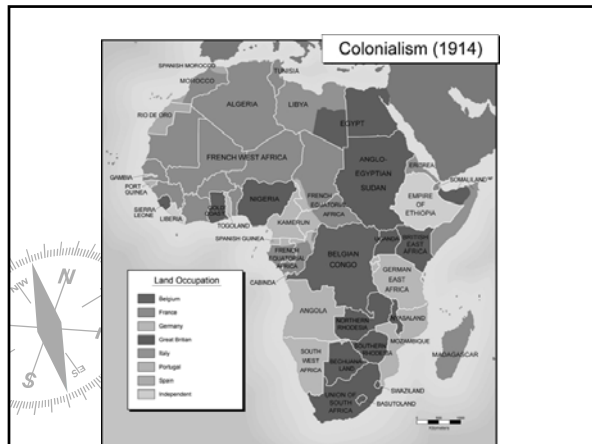 Colonialism (1914)
SPANISH MOROCCO
TUNISIA
MOROCCO
ALGERIA
LIBYA
EGYPT
RIO DE ORO
FRENCH WEST AFRICA
ANGLO-
EGYPTIAN
SUDAN
ERITREA
SOMALILAND
GAMBIA
PORT
GUINEA
SIERRA
LEONE
LIBERIA
GOLD
COAST
TOGOLAND
NIGERIA
FRENCH
EQUATORIAL
AFRICA
KAMERUN
EMPIRE
OF
ETHIOPIA
SPANISH GUINEA
FRENCH
EQUATORIAL
AFRICA
CABINDA
BELGIAN
CONGO
UGANDA
BRITISH
EAST
AFRICA
GERMAN
EAST
AFRICA
ANGOLA
NORTHERN
RHODESIA
NYASALAND
MOZAMBIQUE
SOUTHERN
RHODESIA
MADAGASCAR
SOUTH
WEST
AFRICA
BECHUANA
LAND
SWAZILAND
BASUTOLAND
UNION OF
SOUTH
AFRICA
Land Occupation
Belgium
France
Germany
Great Britian
Italy
Portugal
Spain
Independent
N
NW
S
SE